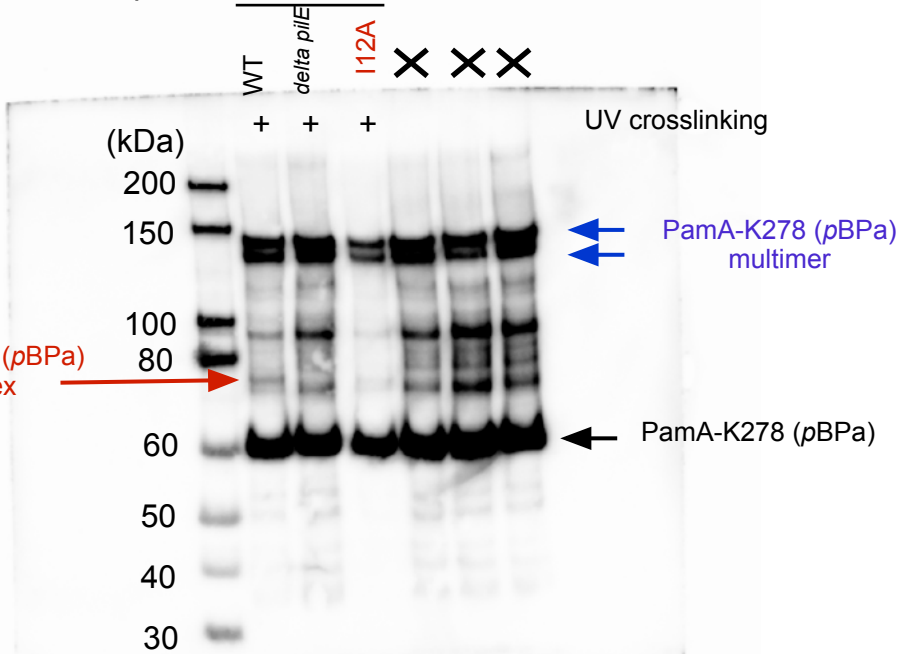 WT
delta pilE
I12A
+ + +
UV crosslinking
(kDa)
200
150
PamA-K278 (pBPa)
multimer
100
80
(pBPa)
ex
60
PamA-K278 (pBPa)
50
40
30